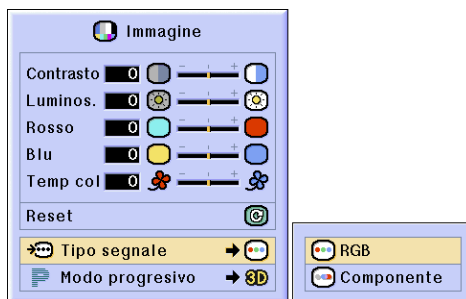 Immagine
Contrasto 0 - +
Luminos. 0 - +
Rosso 0 - +
Blu 0 - +
Temp col 0 - +
Reset
Tipo segnale
Modo progresivo 3D
RGB
Componente